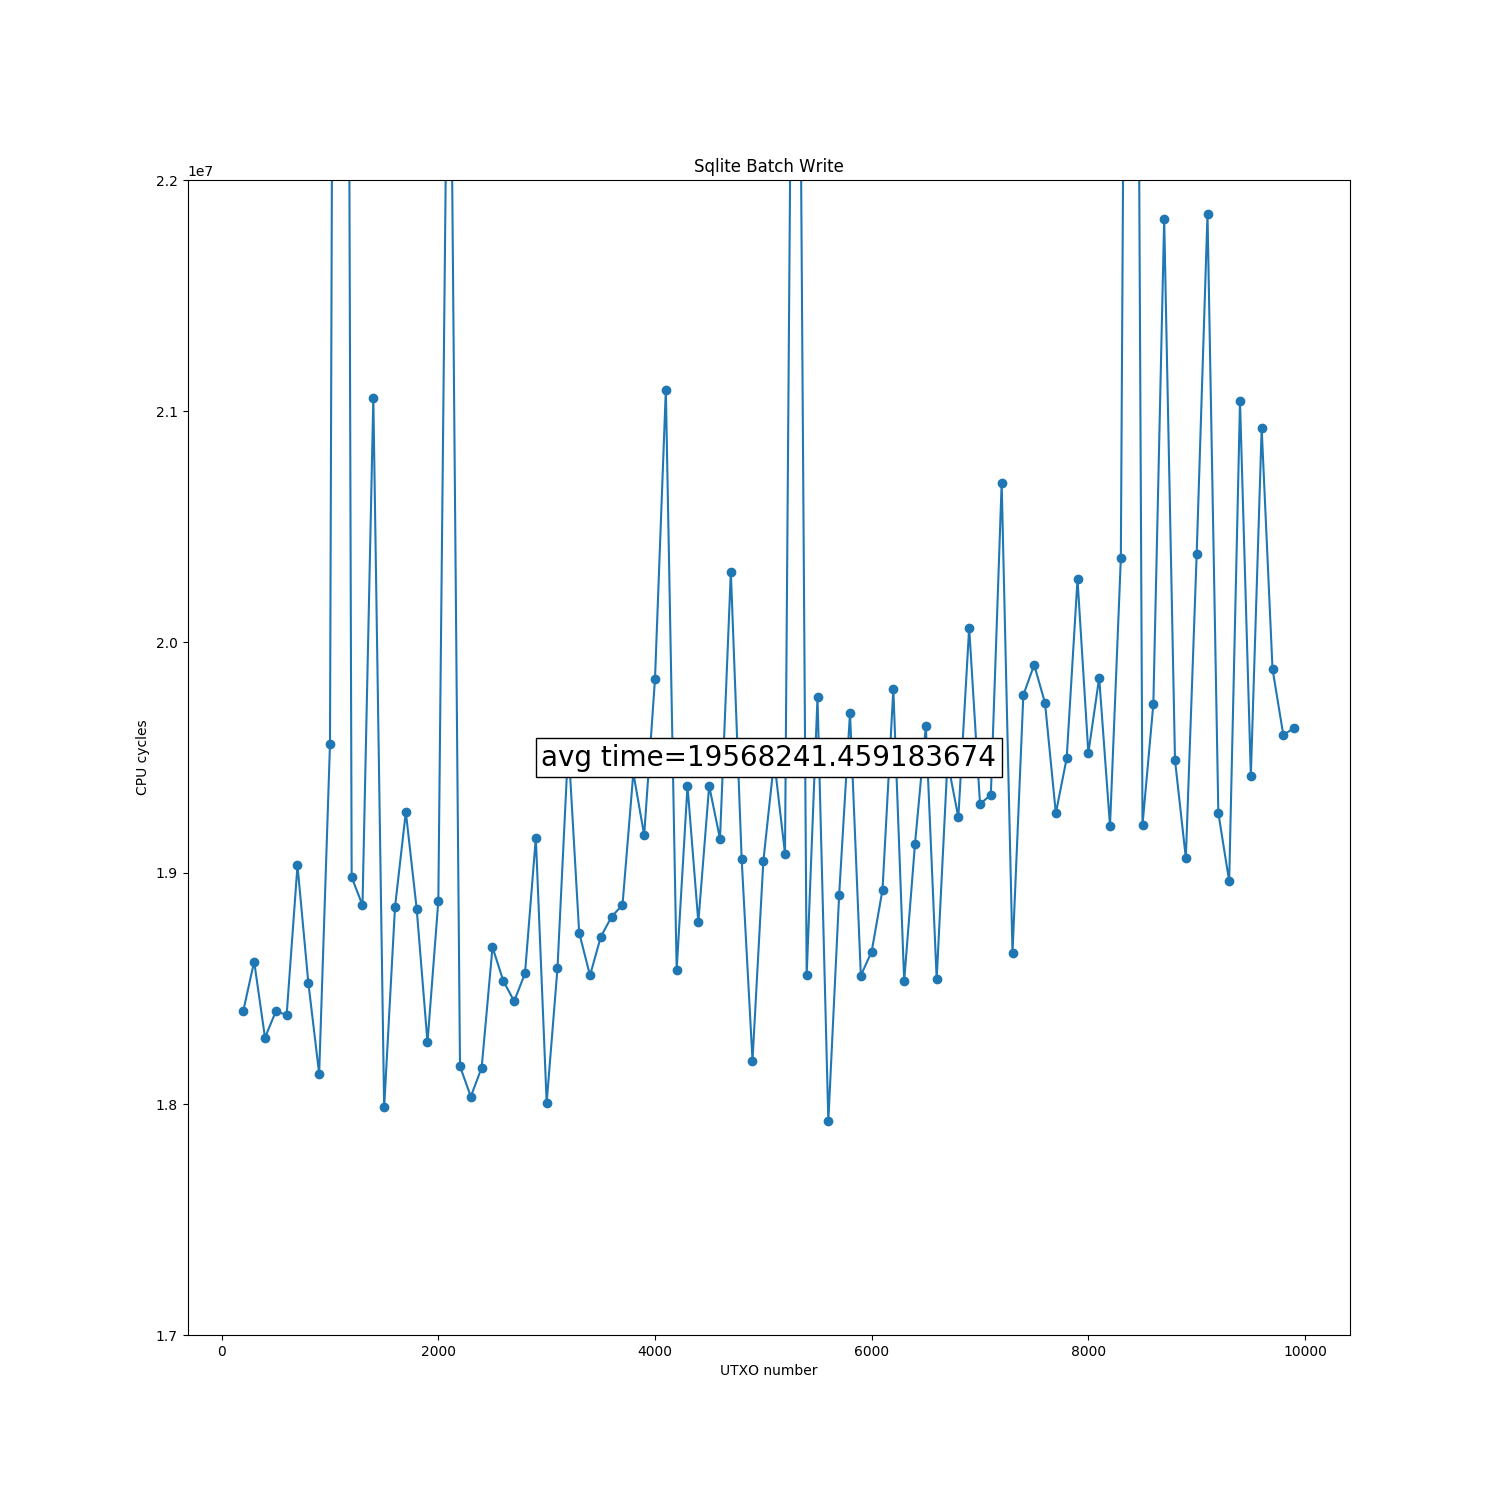 Sqlite Batch Write
1e7
2.2
2.1
2.0
1.9
1.8
1.7
CPU cycles
avg time=19568241.459183674
0 2000 4000 6000 8000 10000
UTXO number